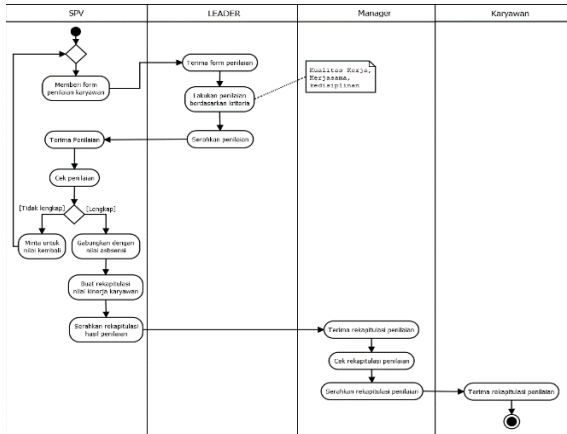 SPV
LEADER
Manager
Karyawan
Memberi form
penilaian karyawan
Terima form penilaian
Lakukan penilaian
berdasarkan kriteria
Kualitas Kerja,
Kerjasama,
Kedisiplinan
Serahkan penilaian
Terima Penilaian
Cek penilaian
[Tidak lengkap]
[Lengkap]
Minta untuk
nilai kembali
Gabungkan dengan
nilai asbsensi
Buat rekapitulasi
nilai kinerja karyawan
Serahkan rekapitulasi
hasil penilaian
Terima rekapitulasi penilaian
Cek rekapitulasi penilaian
Serahkan rekapitulasi penilaian
Terima rekapitulasi penilaian